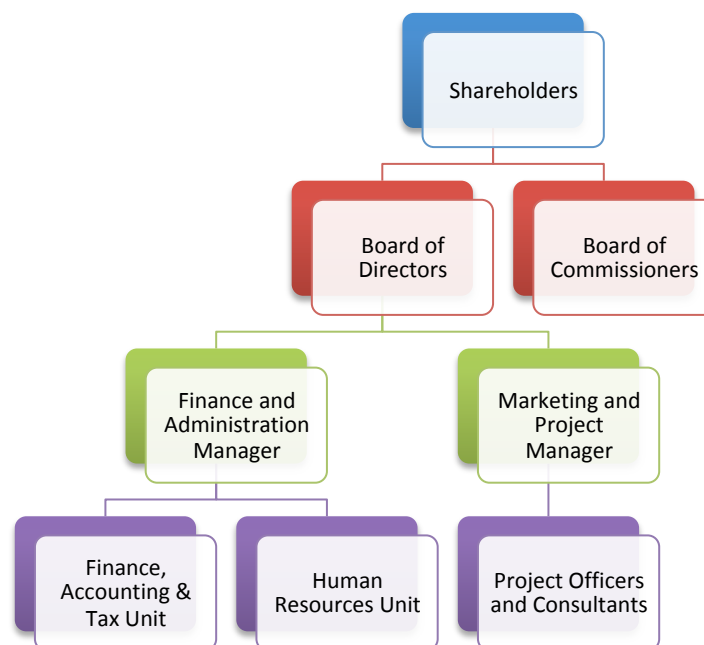 Shareholders
Board of
Directors
Board of
Commissioners
Finance and
Administration
Manager
Marketing and
Project
Manager
Finance,
Accounting &
Tax Unit
Human
Resources Unit
Project Officers
and Consultants